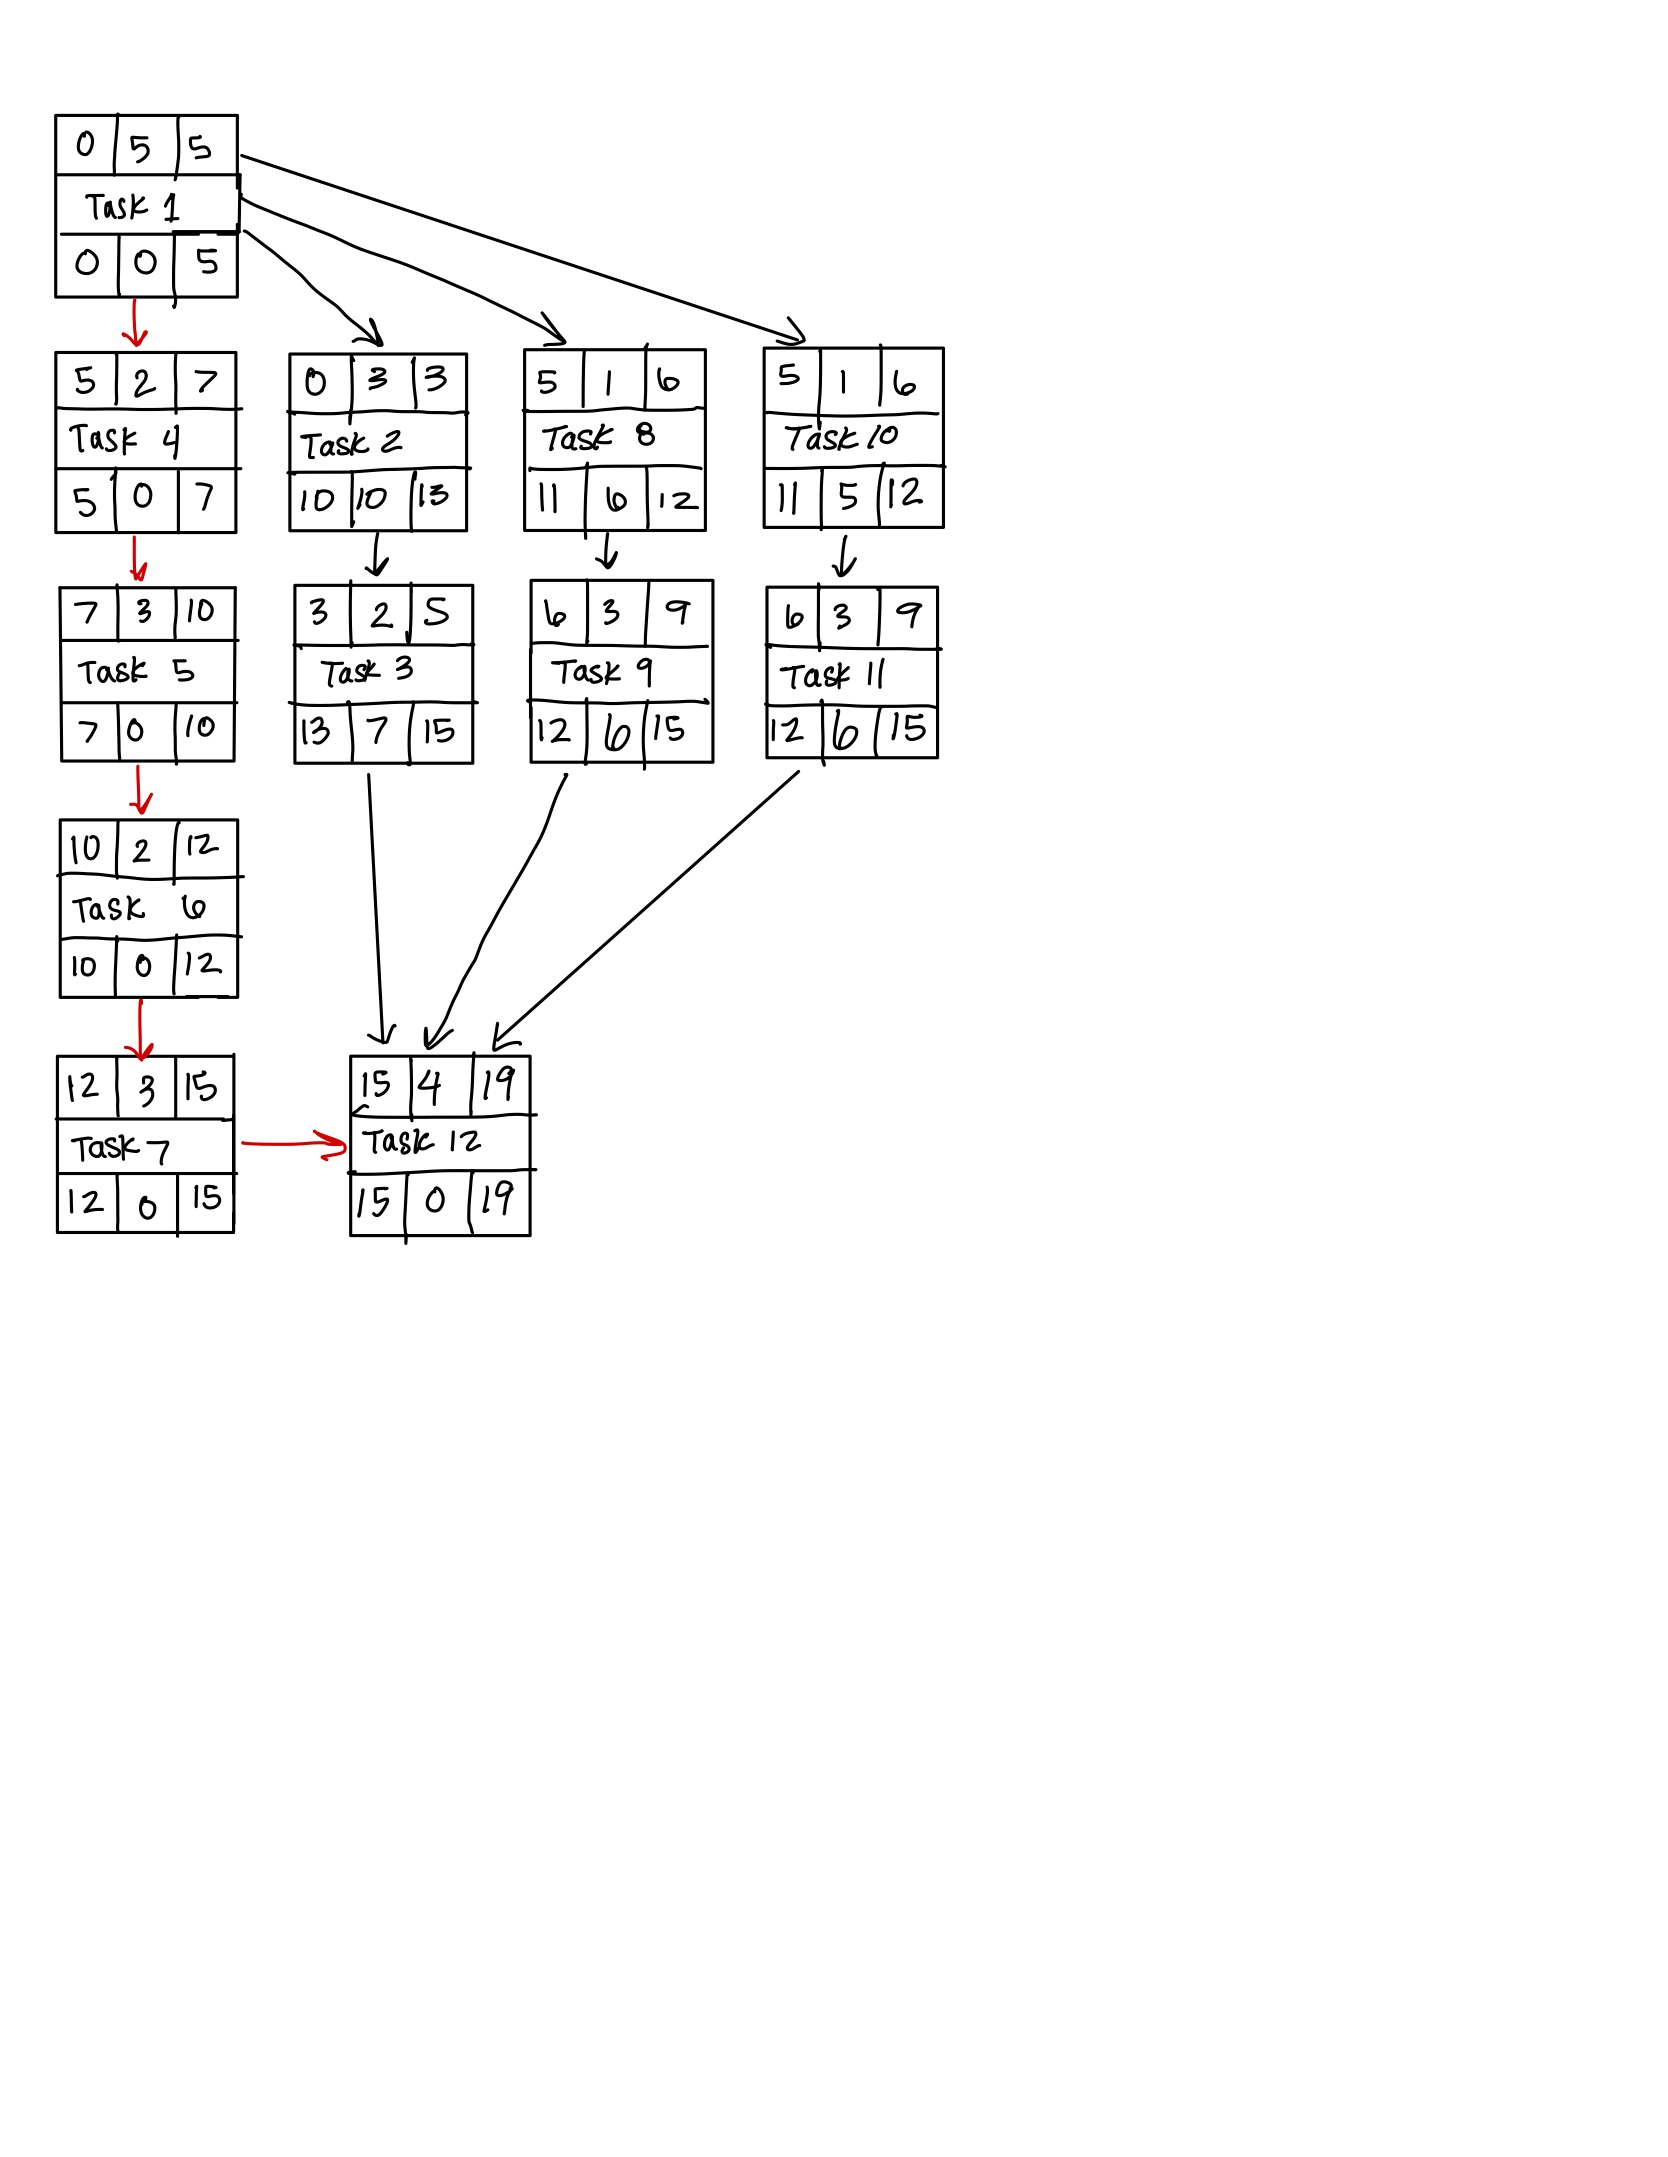 0 5 5
Task 1
0 0 5
5 2 7
Task 4
5 0 7
0 3 3
Task 2
10 10 13
5 1 6
Task 8
11 6 12
5 1 6
Task 10
11 5 12
7 3 10
Task 5
7 0 10
3 2 5
Task 3
13 7 15
6 3 9
Task 9
12 6 15
6 3 9
Task 11
12 6 15
10 2 12
Task 6
10 0 12
12 3 15
Task 7
12 0 15
15 4 19
Task 12
15 0 19